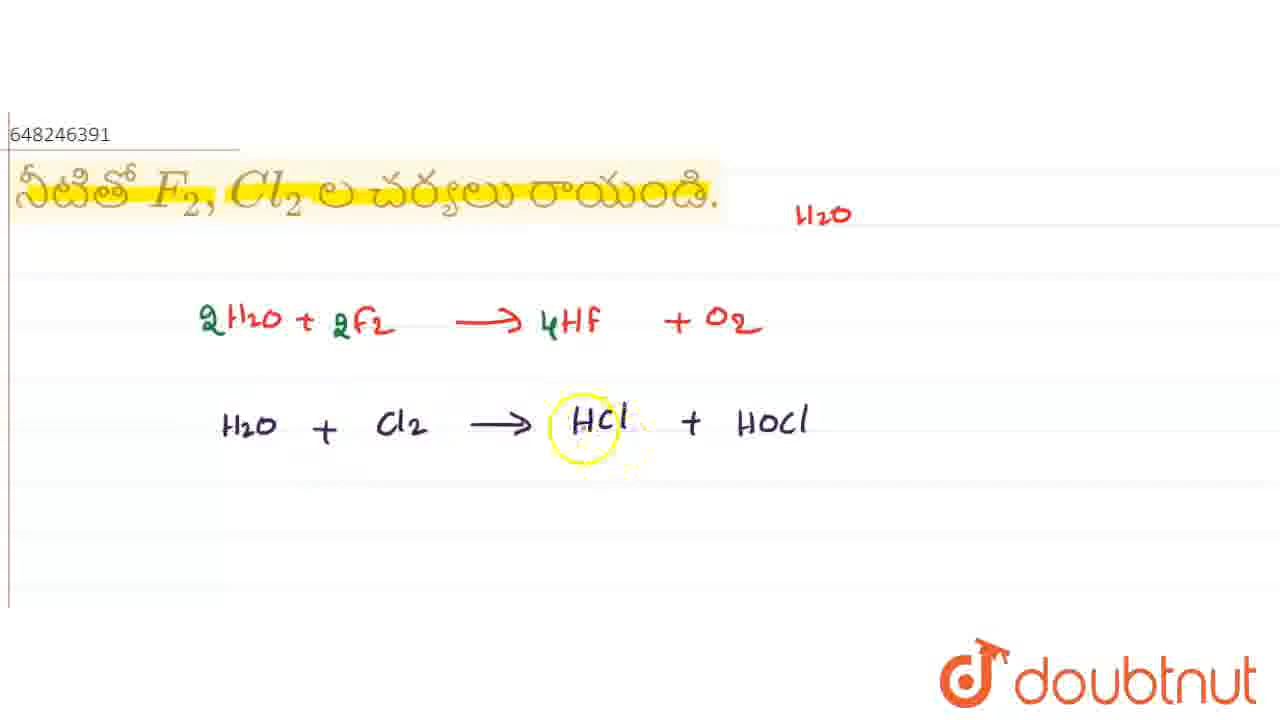 648246391
నీటితో F₂, Cl₂ ల చర్యలు రాయండి.
H₂O
2H₂O + 2F₂ → 4HF + O₂
H₂O + Cl₂ → HCl + HOCl
doubtnut